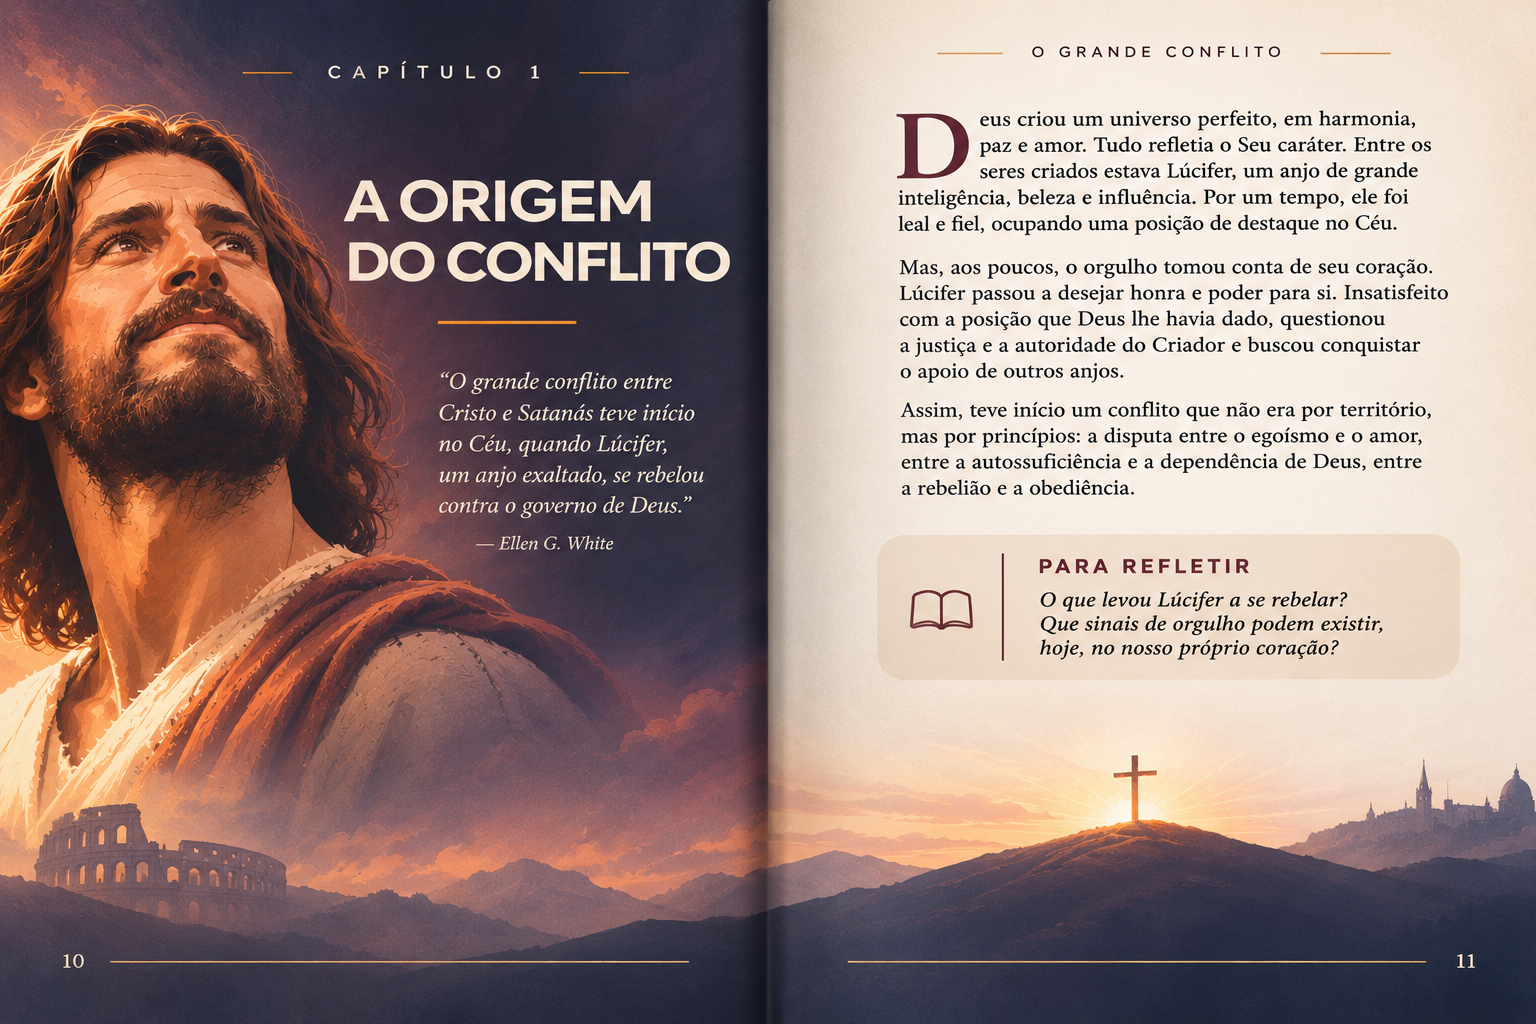 CAPÍTULO 1
A ORIGEM
DO CONFLITO
“O grande conflito entre
Cristo e Satanás teve início
no Céu, quando Lúcifer,
um anjo exaltado, se rebelou
contra o governo de Deus.”
— Ellen G. White
10
O GRANDE CONFLITO
Deus criou um universo perfeito, em harmonia,
paz e amor. Tudo refletia o Seu caráter. Entre os
seres criados estava Lúcifer, um anjo de grande
inteligência, beleza e influência. Por um tempo, ele foi
leal e fiel, ocupando uma posição de destaque no Céu.
Mas, aos poucos, o orgulho tomou conta de seu coração.
Lúcifer passou a desejar honra e poder para si. Insatisfeito
com a posição que Deus lhe havia dado, questionou
a justiça e a autoridade do Criador e buscou conquistar
o apoio de outros anjos.
Assim, teve início um conflito que não era por território,
mas por princípios: a disputa entre o egoísmo e o amor,
entre a autossuficiência e a dependência de Deus, entre
a rebelião e a obediência.
PARA REFLETIR
O que levou Lúcifer a se rebelar?
Que sinais de orgulho podem existir,
hoje, no nosso próprio coração?
11